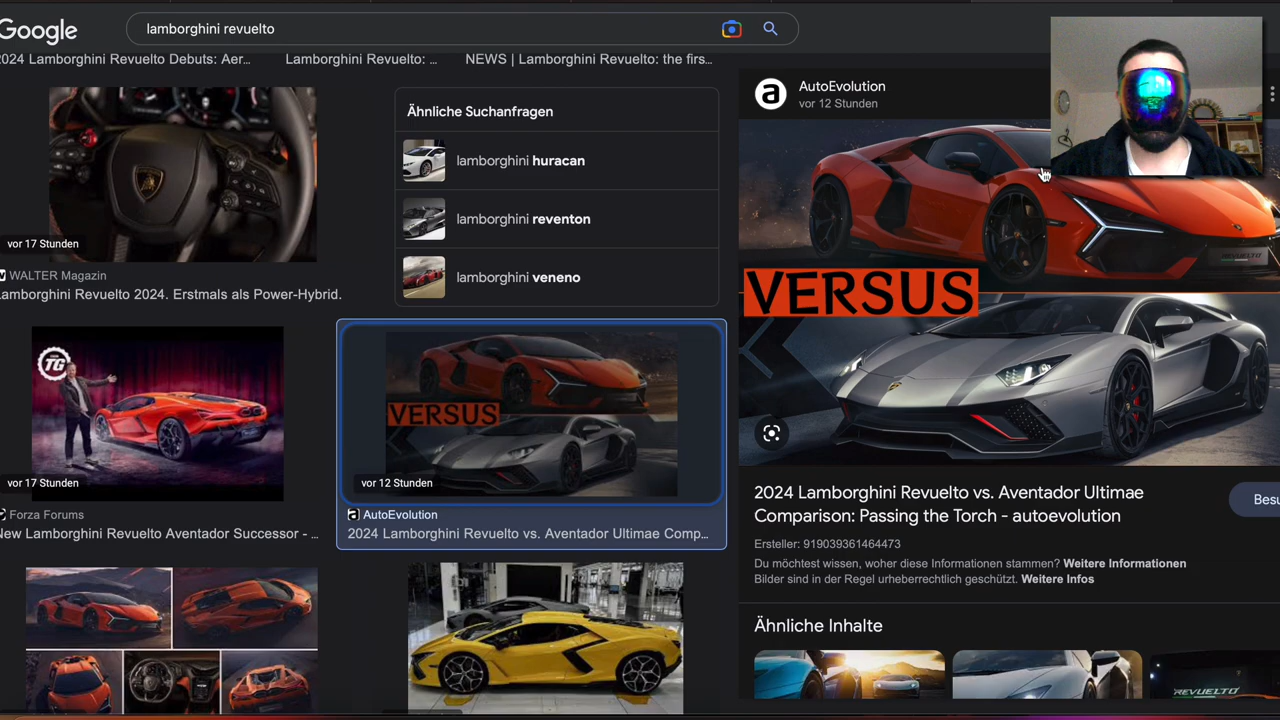 Google
lamborghini revuelto
2024 Lamborghini Revuelto Debuts: Aer...
Lamborghini Revuelto: ...
NEWS | Lamborghini Revuelto: the firs...
vor 17 Stunden
WALTER Magazin
Lamborghini Revuelto 2024. Erstmals als Power-Hybrid.
Ähnliche Suchanfragen
lamborghini huracan
lamborghini reventon
lamborghini veneno
TG
vor 17 Stunden
Forza Forums
New Lamborghini Revuelto Aventador Successor - ...
VERSUS
vor 12 Stunden
a AutoEvolution
2024 Lamborghini Revuelto vs. Aventador Ultimae Comp...
a
AutoEvolution
vor 12 Stunden
REVUELTO
VERSUS
2024 Lamborghini Revuelto vs. Aventador Ultimae
Comparison: Passing the Torch - autoevolution
Besu
Ersteller: 919039361464473
Du möchtest wissen, woher diese Informationen stammen? Weitere Informationen
Bilder sind in der Regel urheberrechtlich geschützt. Weitere Infos
Ähnliche Inhalte
REVUELTO